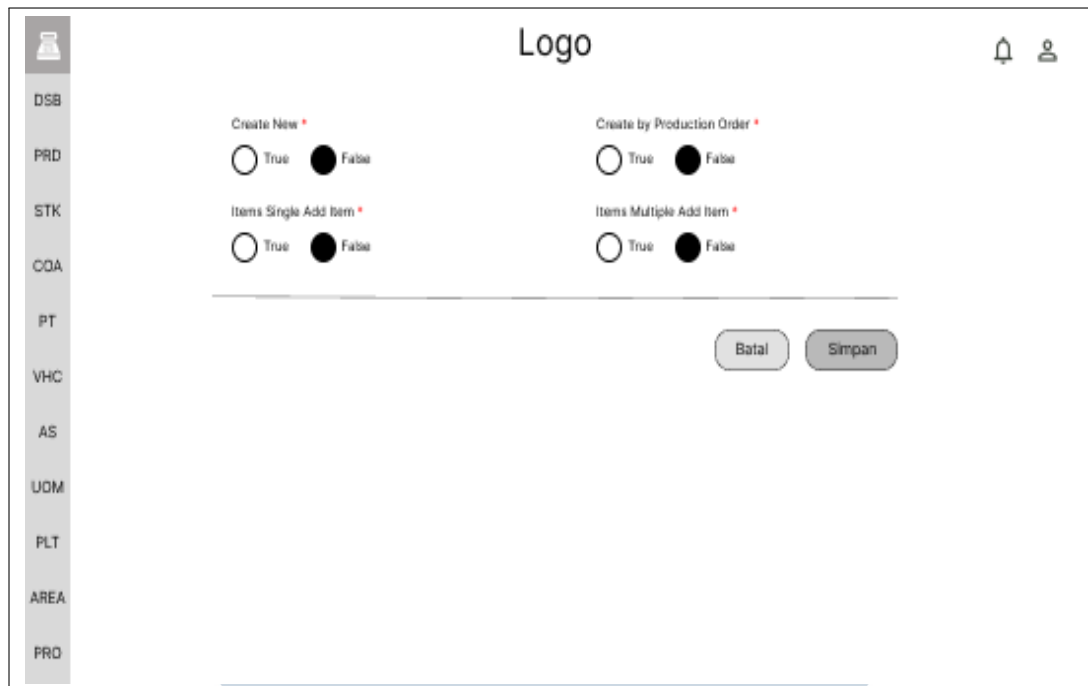 Logo
DSB
PRD
STK
COA
PT
VHC
AS
UOM
PLT
AREA
PRO
Create New *
True False
Create by Production Order *
True False
Items Single Add Item *
True False
Items Multiple Add Item *
True False
Batal Simpan